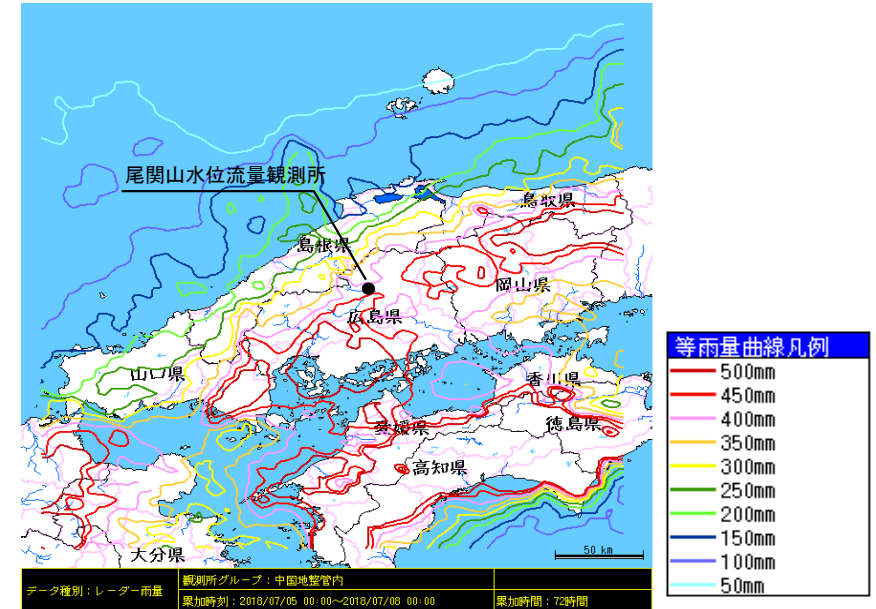 尾関山水位流量観測所
鳥取県
島根県
岡山県
広島県
山口県
香川県
愛媛県
徳島県
高知県
大分県
50 km
等雨量曲線凡例
500mm
450mm
400mm
350mm
300mm
250mm
200mm
150mm
100mm
50mm
データ種別：レーダー雨量
観測所グループ：中国地整管内
累加時刻：2018/07/05 00:00～2018/07/08 00:00
累加時間：72時間